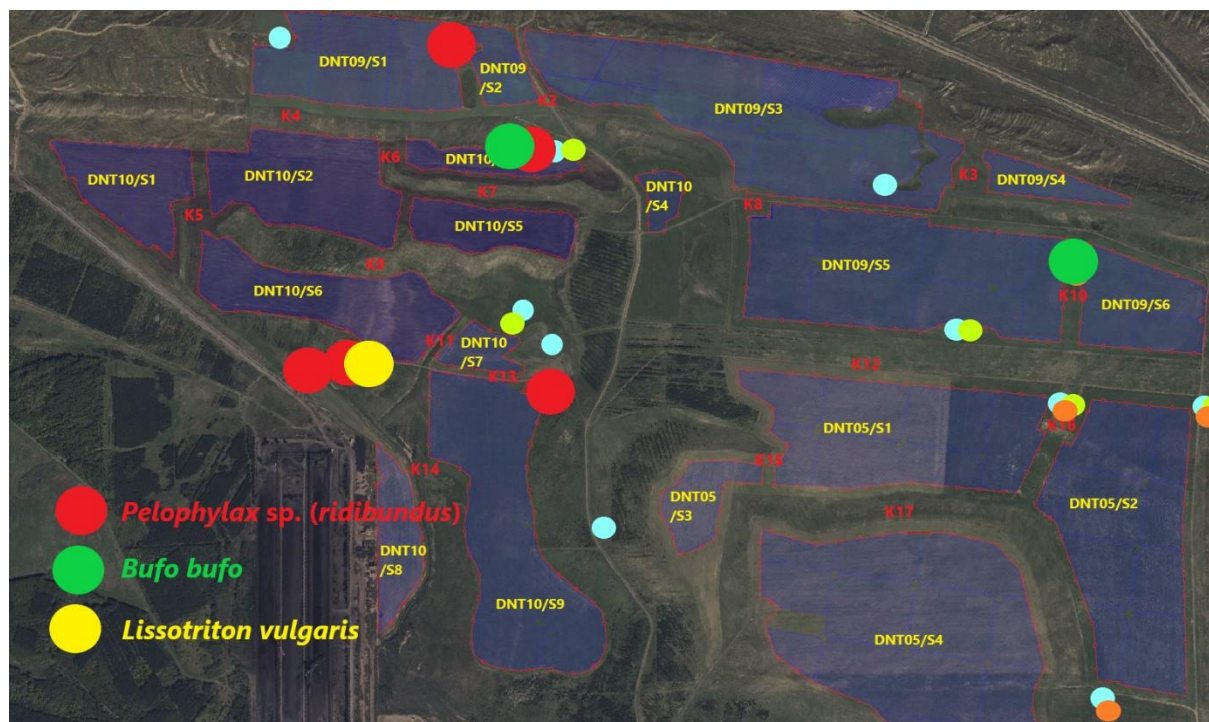 DNT09/S1
DNT09
/S2
K2
DNT09/S3
K4
K6
DNT10/
K3
DNT09/S4
DNT10/S1
DNT10/S2
K7
DNT10
/S4
K8
K5
DNT10/S5
DNT09/S5
K9
DNT10/S6
K10
DNT09/S6
K11
DNT10
/S7
K13
K12
DNT05/S1
K16
K14
DNT05
/S3
DNT05/S2
K17
Pelophylax sp. (ridibundus)
DNT10
/S8
Bufo bufo
DNT10/S9
Lissotriton vulgaris
DNT05/S4